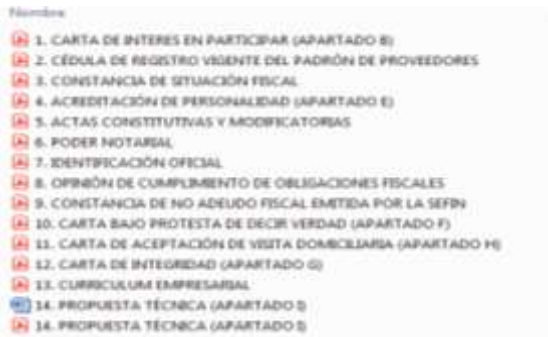 Nombre
1. CARTA DE INTERES EN PARTICIPAR (APARTADO B)
2. CÉDULA DE REGISTRO VIGENTE DEL PADRÓN DE PROVEEDORES
3. CONSTANCIA DE SITUACIÓN FISCAL
4. ACREDITACIÓN DE PERSONALIDAD (APARTADO E)
5. ACTAS CONSTITUTIVAS Y MODIFICATORIAS
6. PODER NOTARIAL
7. IDENTIFICACIÓN OFICIAL
8. OPINIÓN DE CUMPLIMIENTO DE OBLIGACIONES FISCALES
9. CONSTANCIA DE NO ADEUDO FISCAL EMITIDA POR LA SEFIN
10. CARTA BAJO PROTESTA DE DECIR VERDAD (APARTADO F)
11. CARTA DE ACEPTACIÓN DE VISITA DOMICILIARIA (APARTADO H)
12. CARTA DE INTEGRIDAD (APARTADO G)
13. CURRICULUM EMPRESARIAL
14. PROPUESTA TÉCNICA (APARTADO I)
14. PROPUESTA TÉCNICA (APARTADO I)